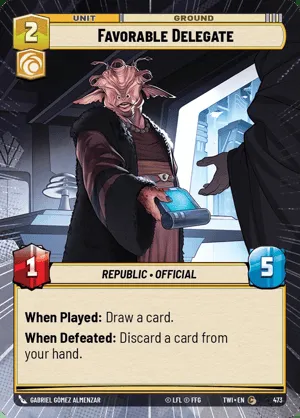 UNIT GROUND
2 FAVORABLE DELEGATE
1 5
REPUBLIC • OFFICIAL
When Played: Draw a card.
When Defeated: Discard a card from
your hand.
GABRIEL GÓMEZ ALMENZAR © LFL © FFG TWI • EN C 473